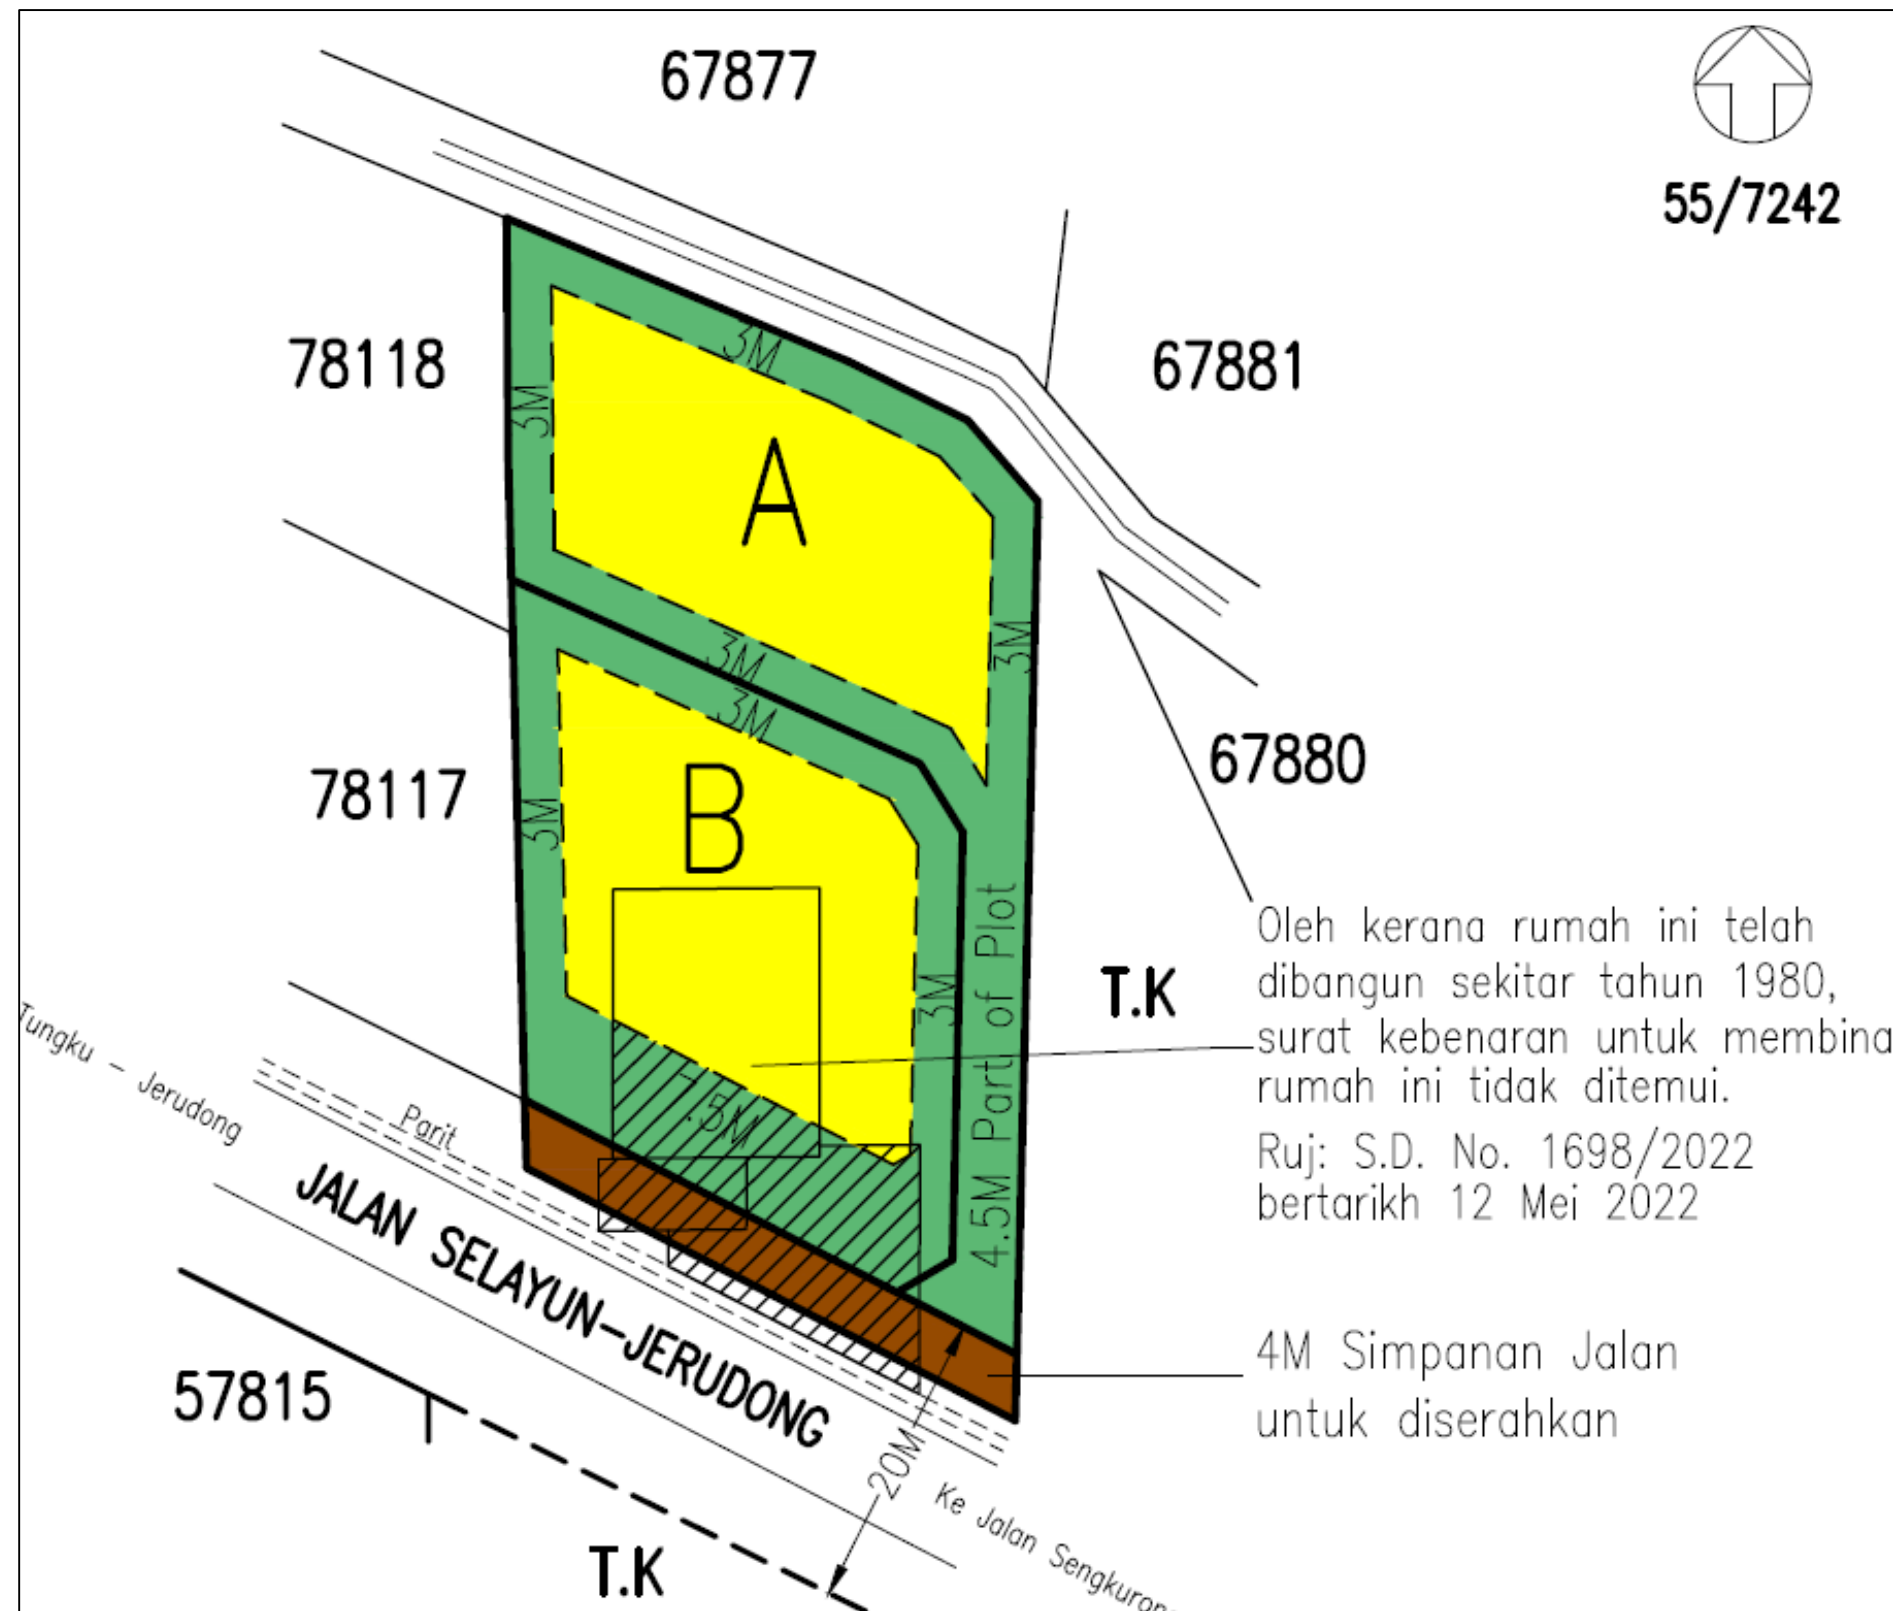 67877
55/7242
78118
67881
3M
3M
A
3M
3M
3M
78117
3M
B
67880
3M
4.5M Part of Plot
7.5M
T.K
Oleh kerana rumah ini telah
dibangun sekitar tahun 1980,
surat kebenaran untuk membina
rumah ini tidak ditemui.
Ruj: S.D. No. 1698/2022
bertarikh 12 Mei 2022
Tungku - Jerudong
Parit
JALAN SELAYUN-JERUDONG
4M Simpanan Jalan
untuk diserahkan
57815
20M
Ke Jalan Sengkurong
T.K